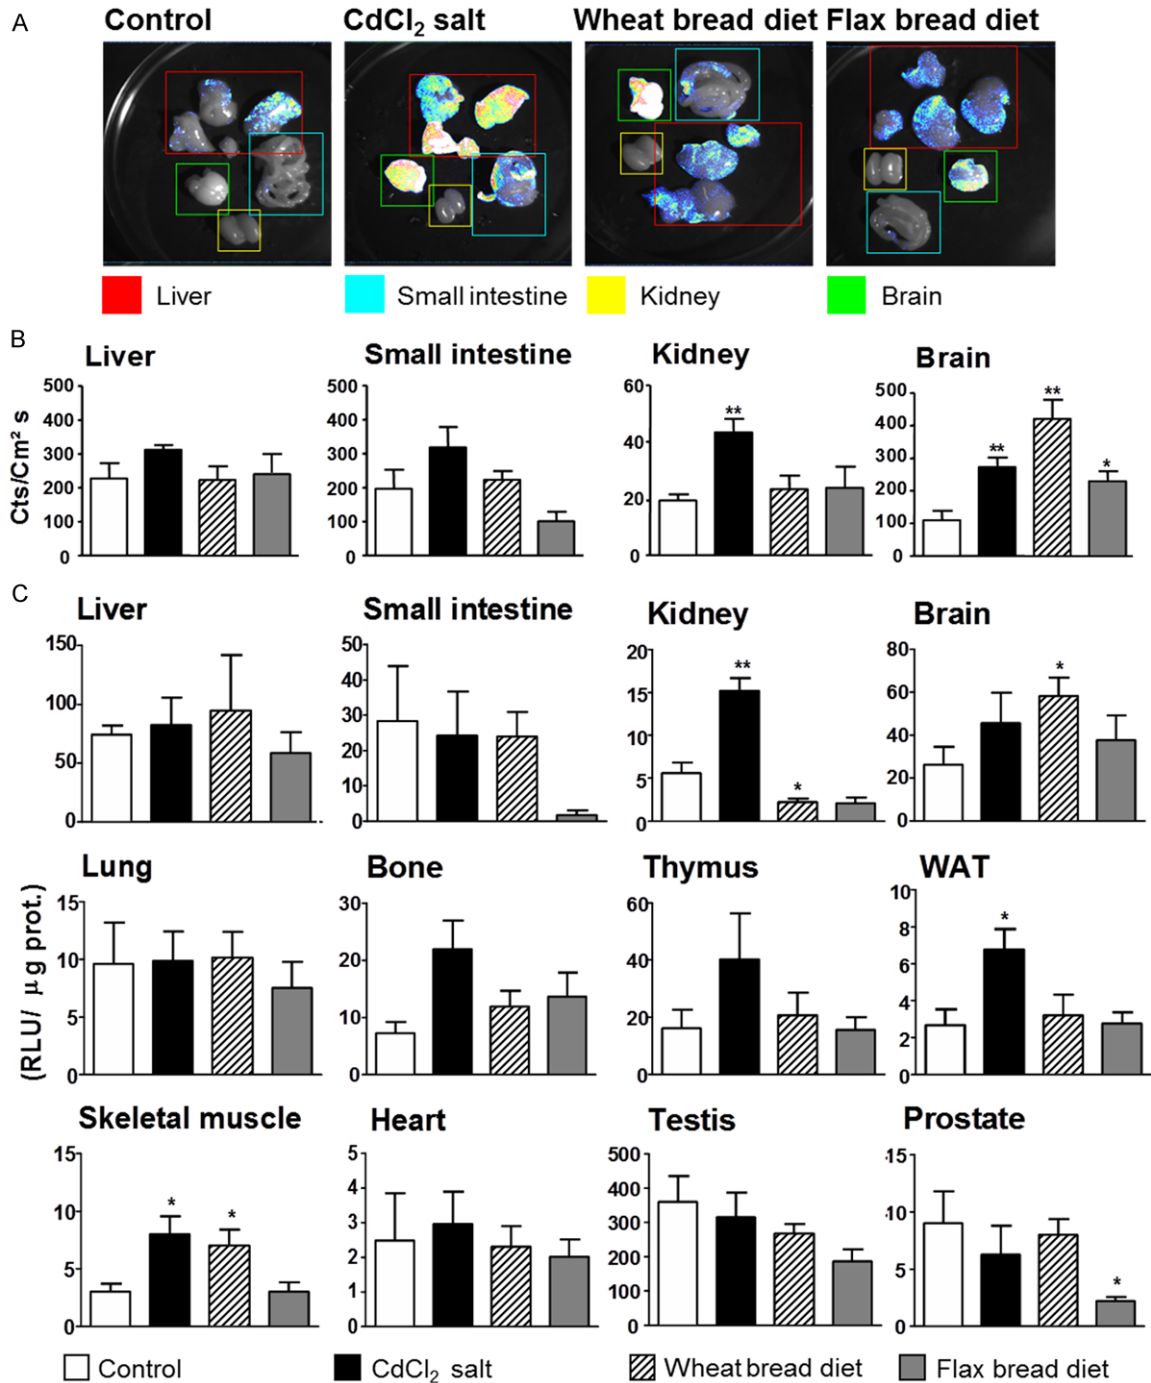 A
Control CdCl₂ salt Wheat bread diet Flax bread diet
Liver Small intestine Kidney Brain
B
Liver Small intestine Kidney Brain
Cts/Cm² s
500 400 300 200 100 0
500 400 300 200 100 0
60 40 20 0
500 400 300 200 100 0
** ** ** *
C
Liver Small intestine Kidney Brain
150 100 50 0
50 40 30 20 10 0
20 15 10 5 0
80 60 40 20 0
** * *
(RLU/ µg prot.)
Lung Bone Thymus WAT
15 10 5 0
30 20 10 0
60 40 20 0
10 8 6 4 2 0
*
Skeletal muscle Heart Testis Prostate
15 10 5 0
5 4 3 2 1 0
500 400 300 200 100 0
15 10 5 0
* * *
Control CdCl₂ salt Wheat bread diet Flax bread diet